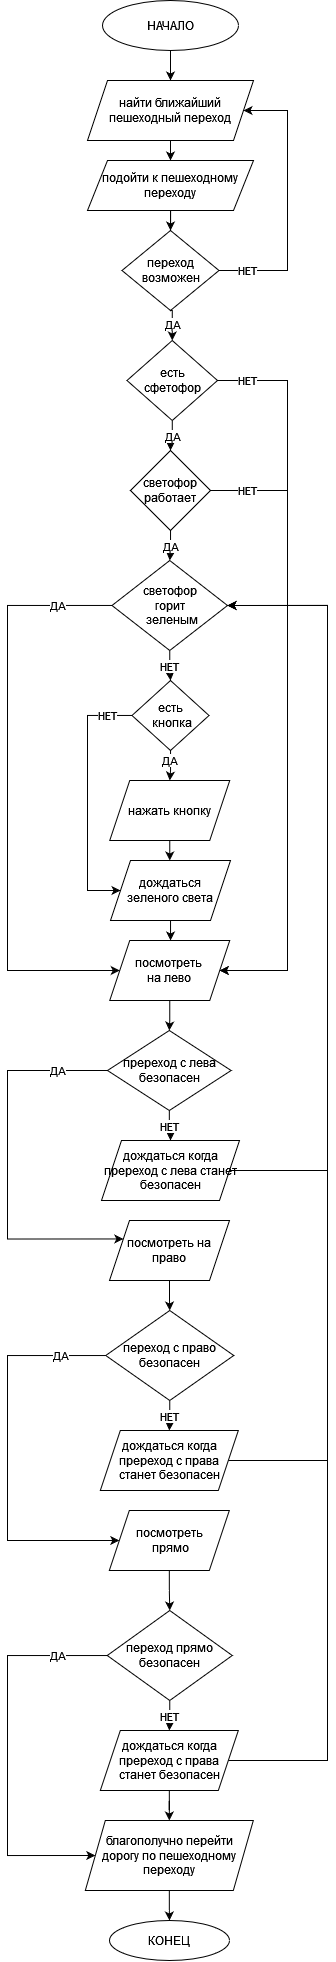 НАЧАЛО
найти ближайший
пешеходный переход
подойти к пешеходному
переходу
переход
возможен
НЕТ
ДА
есть
сфетофор
НЕТ
ДА
светофор
работает
НЕТ
ДА
светофор
горит
зеленым
ДА
НЕТ
есть
кнопка
НЕТ
ДА
нажать кнопку
дождаться
зеленого света
посмотреть
на лево
пререход с лева
безопасен
ДА
НЕТ
дождаться когда
пререход с лева станет
безопасен
посмотреть на
право
переход с право
безопасен
ДА
НЕТ
дождаться когда
пререход с права
станет безопасен
посмотреть
прямо
переход прямо
безопасен
ДА
НЕТ
дождаться когда
пререход с права
станет безопасен
благополучно перейти
дорогу по пешеходному
переходу
КОНЕЦ